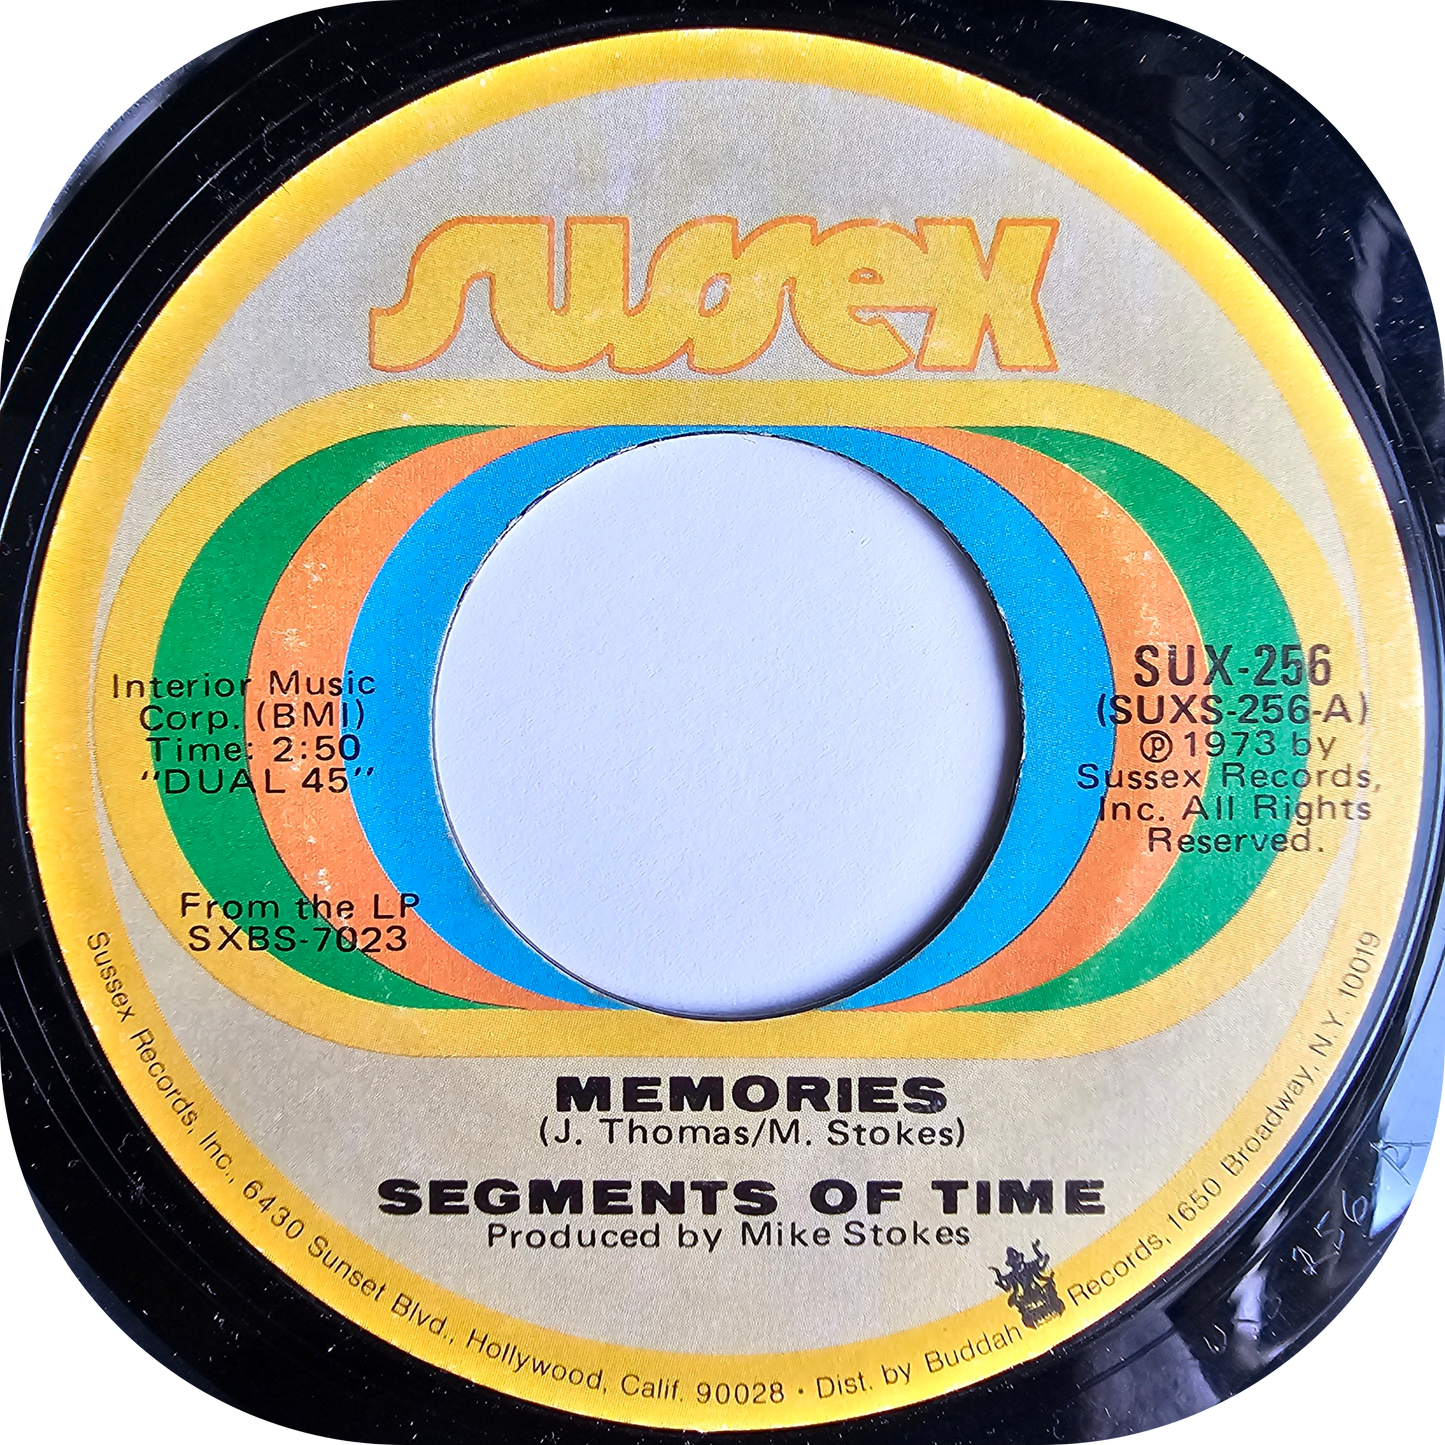 sussex
Interior Music
Corp. (BMI)
Time: 2:50
"DUAL 45"
From the LP
SXBS-7023
SUX-256
(SUXS-256-A)
℗ 1973 by
Sussex Records,
Inc. All Rights
Reserved.
MEMORIES
(J. Thomas/M. Stokes)
SEGMENTS OF TIME
Produced by Mike Stokes
Sussex Records, Inc., 6430 Sunset Blvd., Hollywood, Calif. 90028 · Dist. by Buddah Records, 1650 Broadway, N.Y. 10019
256